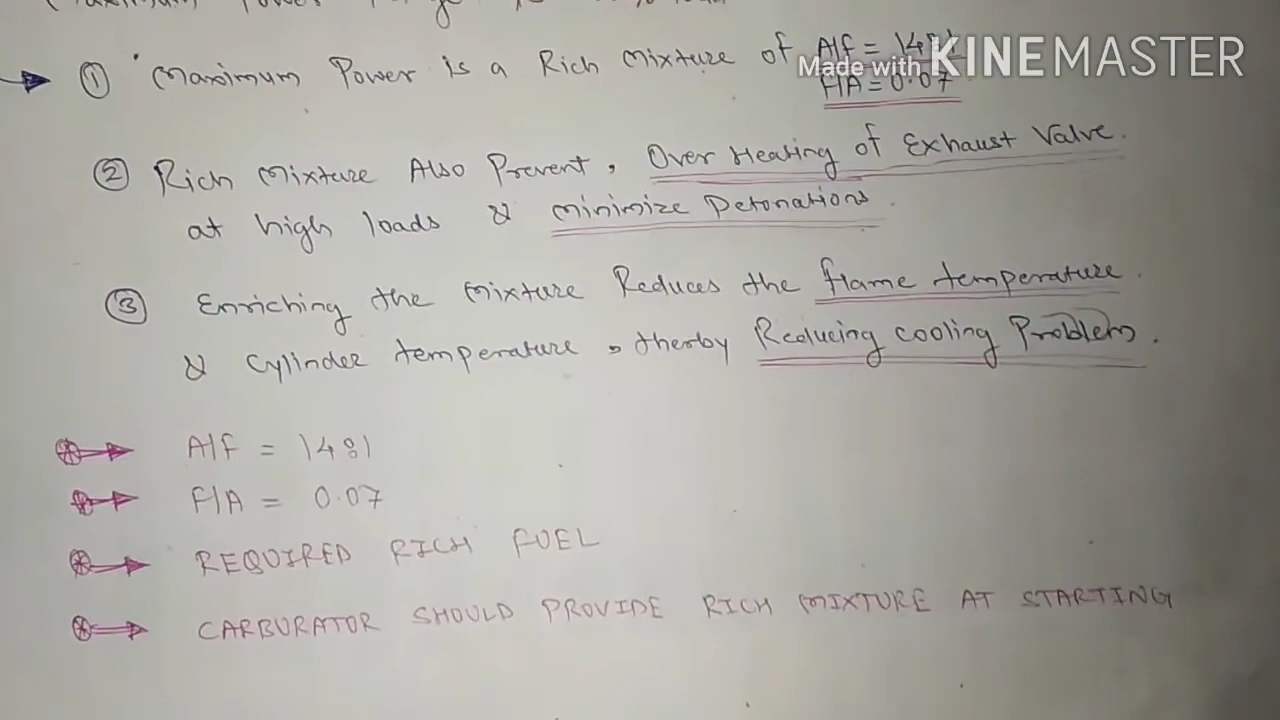 ① Maximum Power is a Rich Mixture of A/F = 14:1
F/A = 0.07
Made with KINEMASTER
② Rich Mixture Also Prevent, Over Heating of Exhaust Valve.
at high loads & minimize Detonations.
③ Enriching the Mixture Reduces the flame temperature.
& Cylinder temperature, therby Reducing cooling Problem.
A/F = 14:1
F/A = 0.07
REQUIRED RICH FUEL
CARBURATOR SHOULD PROVIDE RICH MIXTURE AT STARTING